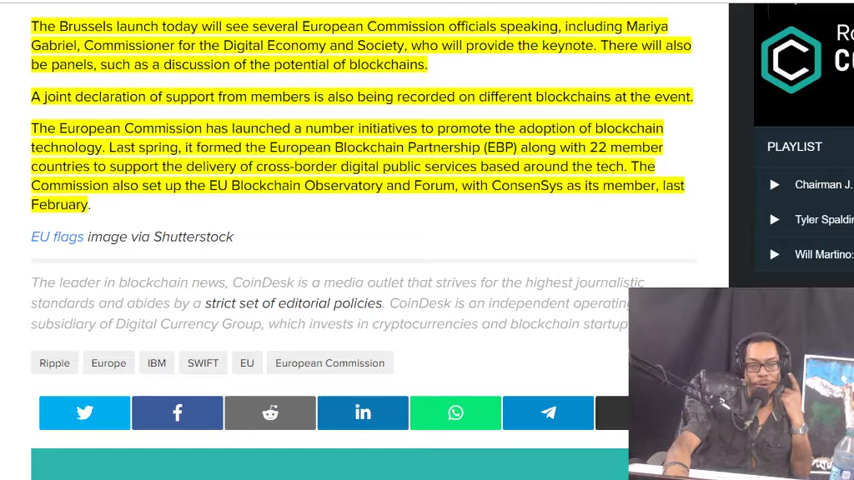 The Brussels launch today will see several European Commission officials speaking, including Mariya
Gabriel, Commissioner for the Digital Economy and Society, who will provide the keynote. There will also
be panels, such as a discussion of the potential of blockchains.
A joint declaration of support from members is also being recorded on different blockchains at the event.
The European Commission has launched a number initiatives to promote the adoption of blockchain
technology. Last spring, it formed the European Blockchain Partnership (EBP) along with 22 member
countries to support the delivery of cross-border digital public services based around the tech. The
Commission also set up the EU Blockchain Observatory and Forum, with ConsenSys as its member, last
February.
EU flags image via Shutterstock
The leader in blockchain news, CoinDesk is a media outlet that strives for the highest journalistic
standards and abides by a strict set of editorial policies. CoinDesk is an independent operating
subsidiary of Digital Currency Group, which invests in cryptocurrencies and blockchain startup
Ripple
Europe
IBM
SWIFT
EU
European Commission
PLAYLIST
Chairman J.
Tyler Spaldin
Will Martino: